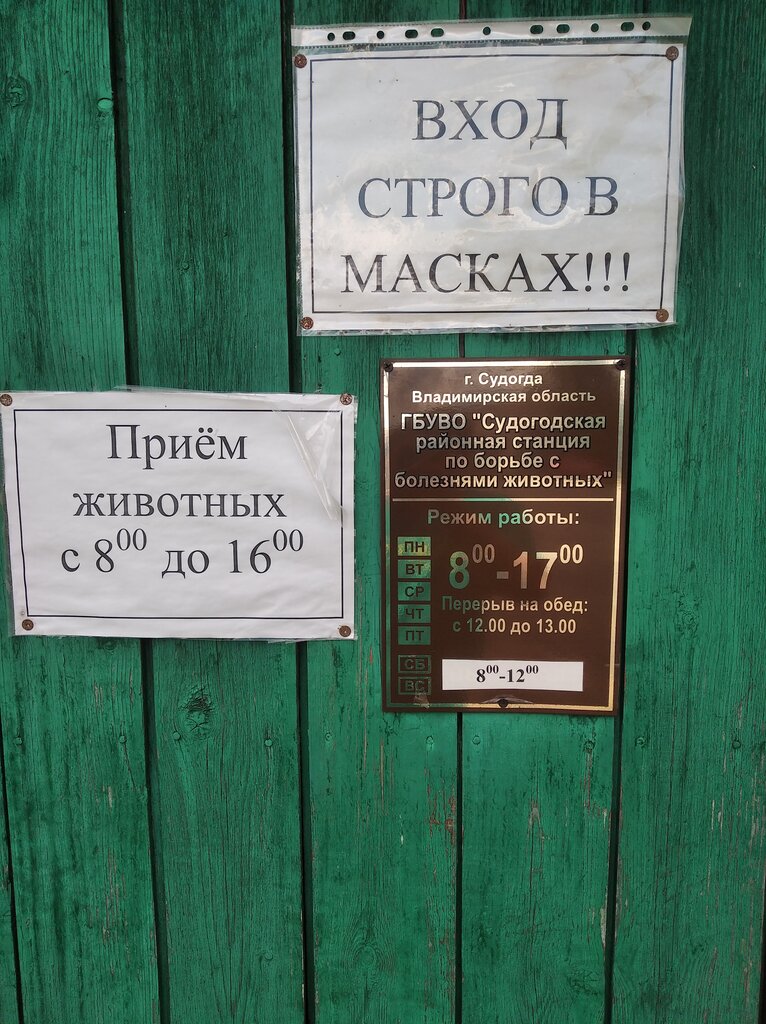 ВХОД
СТРОГО В
МАСКАХ!!!
Приём
животных
с 8⁰⁰ до 16⁰⁰
г. Судогда
Владимирская область
ГБУВО "Судогодская
районная станция
по борьбе с
болезнями животных"
Режим работы:
ПН
ВТ
СР
ЧТ
ПТ
8⁰⁰-17⁰⁰
Перерыв на обед:
с 12.00 до 13.00
СБ
ВС
8⁰⁰-12⁰⁰